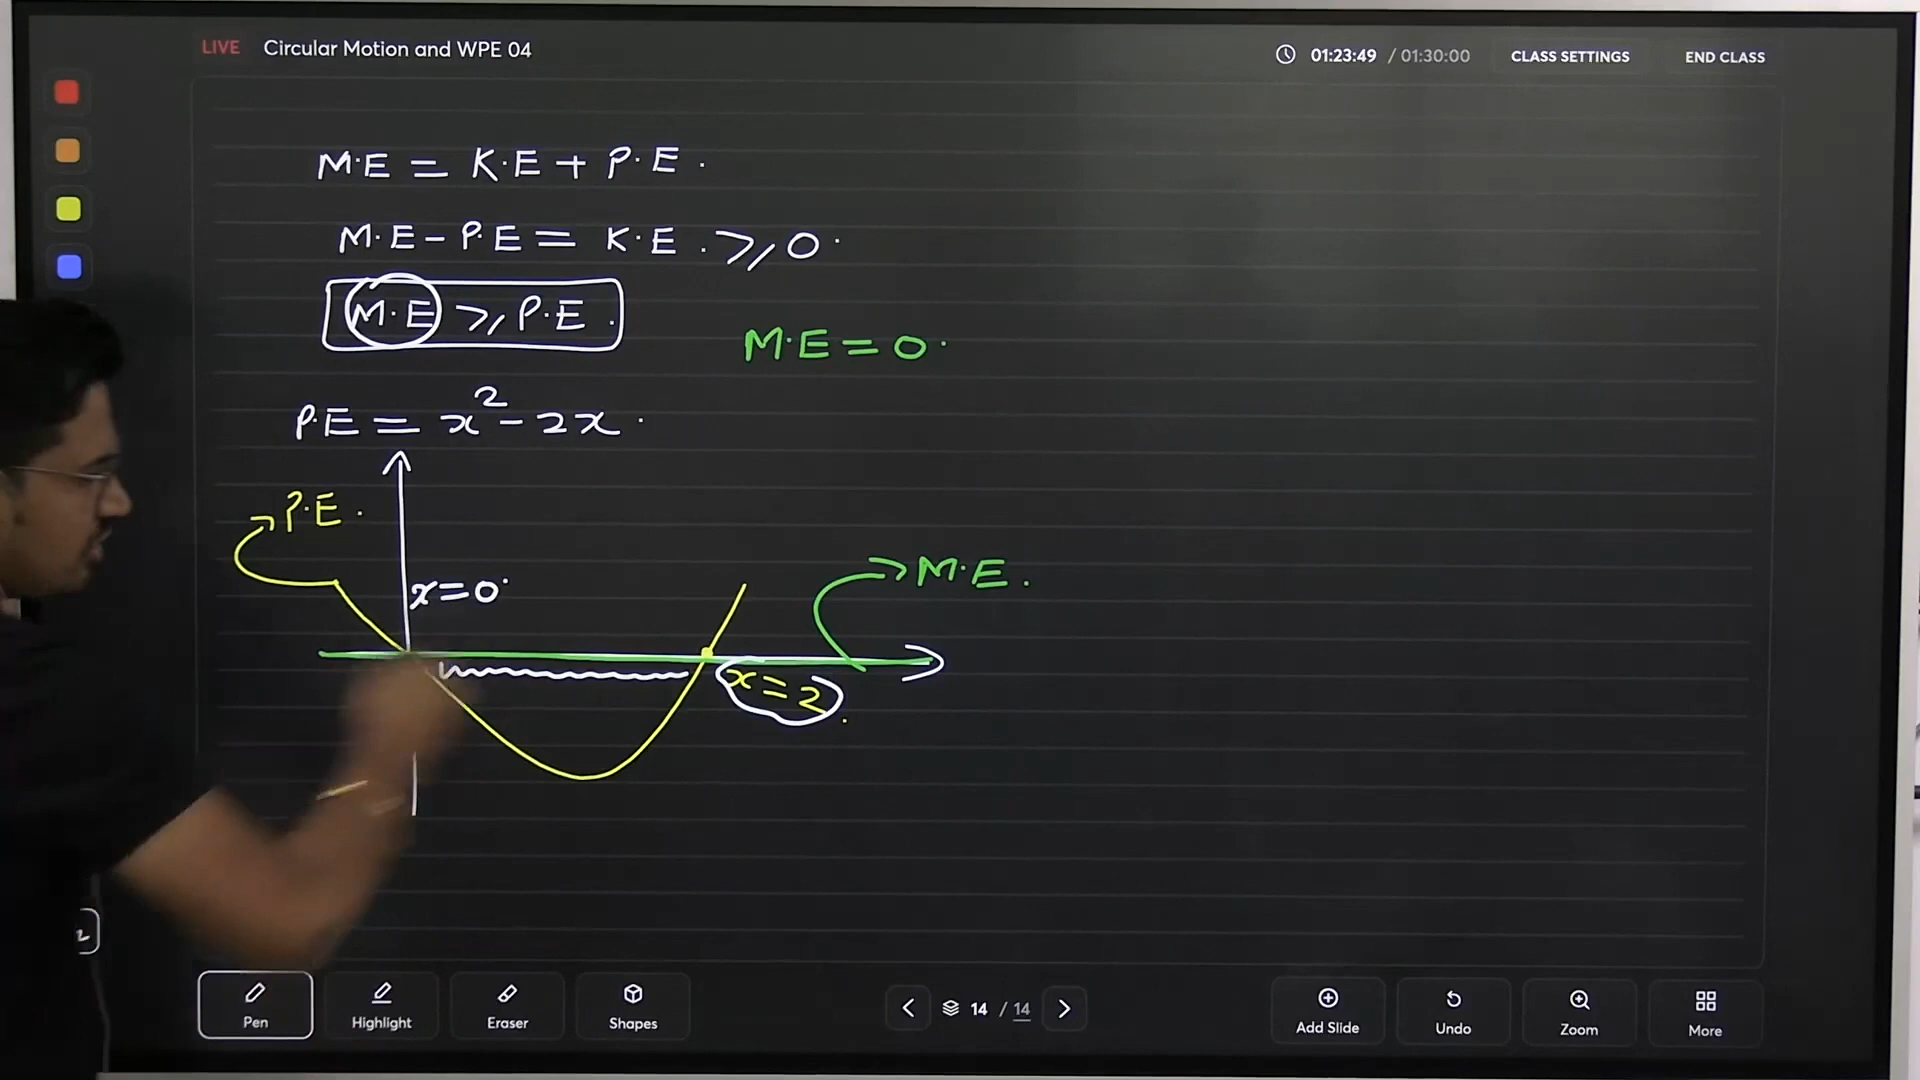 LIVE Circular Motion and WPE 04
01:23:49 / 01:30:00 CLASS SETTINGS END CLASS
M.E = K.E + P.E.
M.E - P.E = K.E. ⩾ 0.
M.E ⩾ P.E.
M.E = 0.
P.E = x² - 2x.
P.E.
x = 0.
M.E.
x = 2.
Pen Highlight Eraser Shapes
14 / 14
Add Slide Undo Zoom More